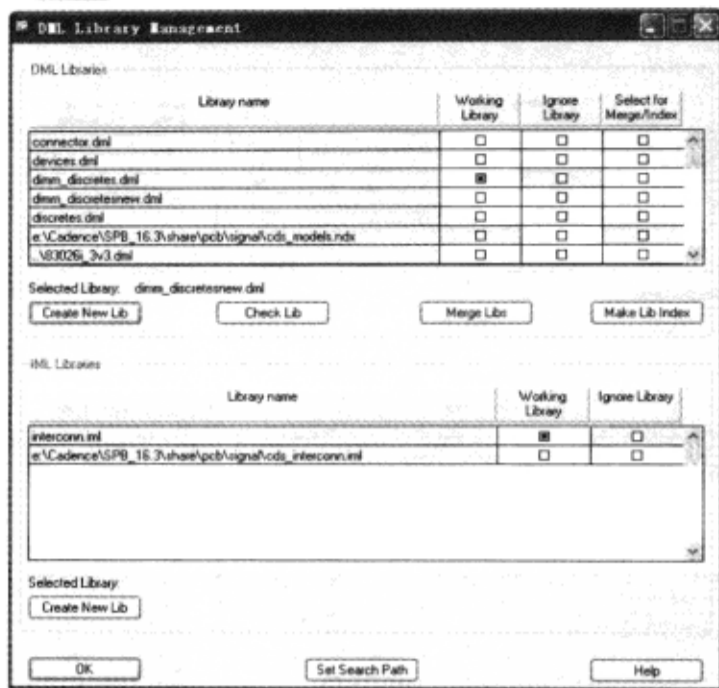 DML Library Management
DML Libraries
Library name Working Library Ignore Library Select for Merge/Index
connector.dml
devices.dml
dimm_discretes.dml
dimm_discretesnew.dml
discretes.dml
e:\Cadence\SPB_16.3\share\pcb\signal\cds_models.ndx
..\83026i_3v3.dml
Selected Library: dimm_discretesnew.dml
Create New Lib Check Lib Merge Libs Make Lib Index
IML Libraries
Library name Working Library Ignore Library
interconn.iml
e:\Cadence\SPB_16.3\share\pcb\signal\cds_interconn.iml
Selected Library:
Create New Lib
OK Set Search Path Help